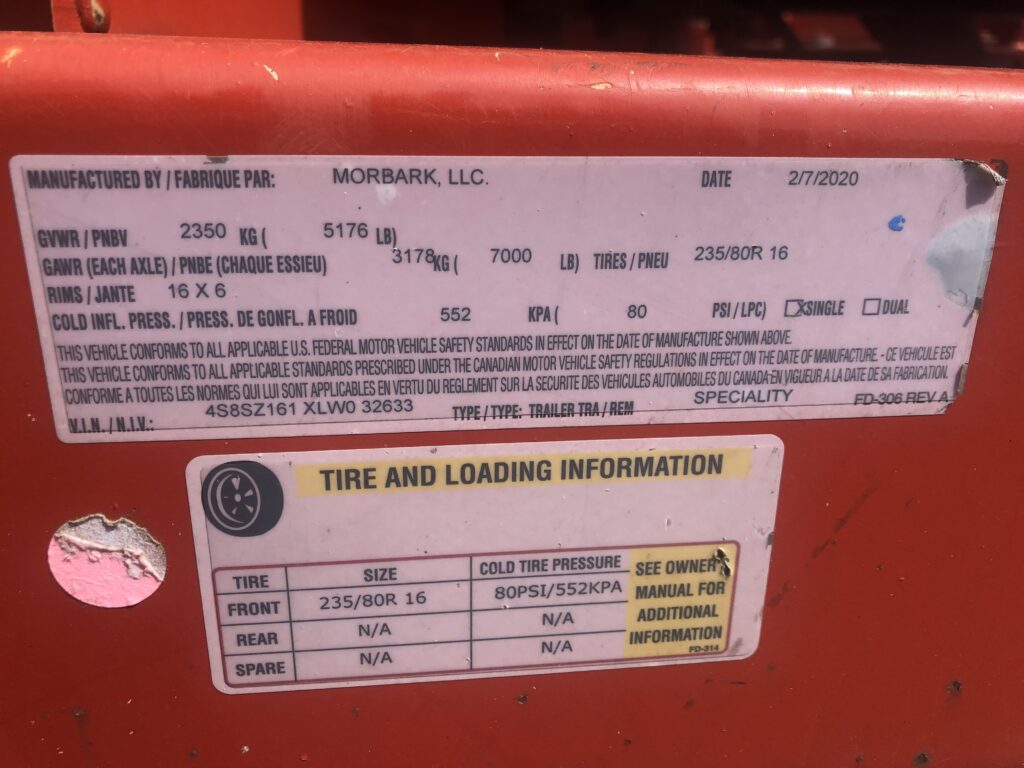 MANUFACTURED BY / FABRIQUE PAR: MORBARK, LLC. DATE 2/7/2020
GVWR / PNBV 2350 KG ( 5176 LB)
GAWR (EACH AXLE) / PNBE (CHAQUE ESSIEU) 3178 KG ( 7000 LB) TIRES / PNEU 235/80R 16
RIMS / JANTE 16 X 6
COLD INFL. PRESS. / PRESS. DE GONFL. A FROID 552 KPA ( 80 PSI / LPC) ☒ SINGLE ☐ DUAL
THIS VEHICLE CONFORMS TO ALL APPLICABLE U.S. FEDERAL MOTOR VEHICLE SAFETY STANDARDS IN EFFECT ON THE DATE OF MANUFACTURE SHOWN ABOVE.
THIS VEHICLE CONFORMS TO ALL APPLICABLE STANDARDS PRESCRIBED UNDER THE CANADIAN MOTOR VEHICLE SAFETY REGULATIONS IN EFFECT ON THE DATE OF MANUFACTURE. - CE VEHICULE EST
CONFORME A TOUTES LES NORMES QUI LUI SONT APPLICABLES EN VERTU DU REGLEMENT SUR LA SECURITE DES VEHICULES AUTOMOBILES DU CANADA EN VIGUEUR A LA DATE DE SA FABRICATION.
V.I.N. / N.I.V.: 4S8SZ161 XLW0 32633 TYPE / TYPE: TRAILER TRA / REM SPECIALITY FD-306 REV A
TIRE AND LOADING INFORMATION
TIRE SIZE COLD TIRE PRESSURE SEE OWNER'S
FRONT 235/80R 16 80PSI/552KPA MANUAL FOR
REAR N/A N/A ADDITIONAL
SPARE N/A N/A INFORMATION
FD-314